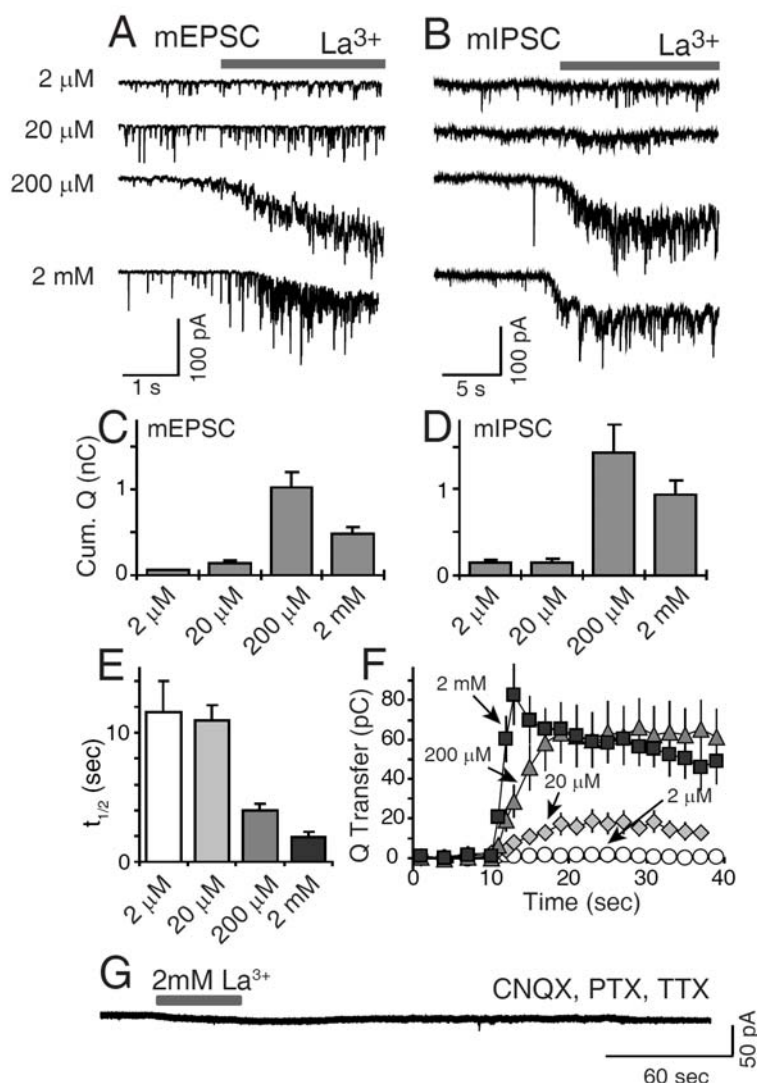 A mEPSC La³⁺
B mIPSC La³⁺
2 μM
20 μM
200 μM
2 mM
100 pA
1 s
100 pA
5 s
C mEPSC
Cum. Q (nC)
1
0
2 μM 20 μM 200 μM 2 mM
D mIPSC
1
0
2 μM 20 μM 200 μM 2 mM
E
t1/2 (sec)
10
0
2 μM 20 μM 200 μM 2 mM
F
Q Transfer (pC)
80
60
40
20
0
2 mM
200 μM
20 μM
2 μM
0 10 20 30 40
Time (sec)
G 2mM La³⁺
CNQX, PTX, TTX
50 pA
60 sec